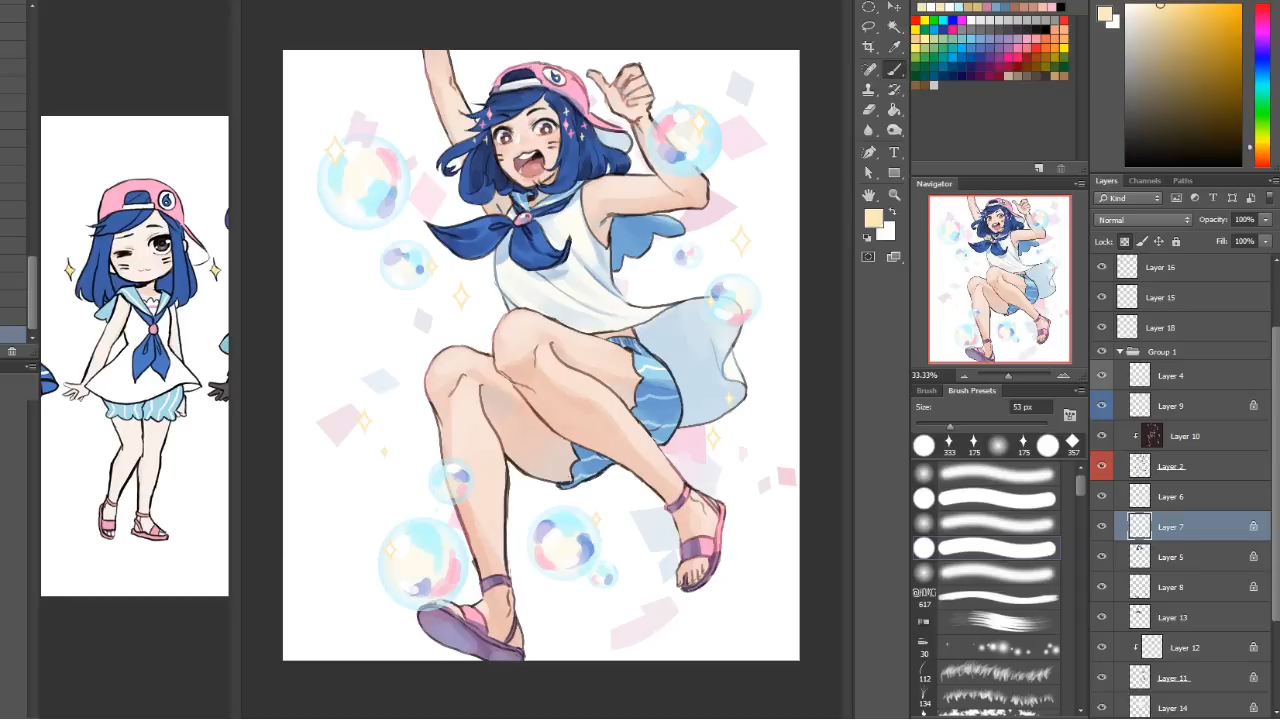 Navigator
33.33%
Brush
Brush Presets
Size:
53 px
333
175
175
357
617
30
112
134
Layers
Channels
Paths
Kind
Normal
Opacity:
100%
Lock:
Fill:
100%
Layer 16
Layer 15
Layer 18
Group 1
Layer 4
Layer 9
Layer 10
Layer 2
Layer 6
Layer 7
Layer 5
Layer 8
Layer 13
Layer 12
Layer 11
Layer 14